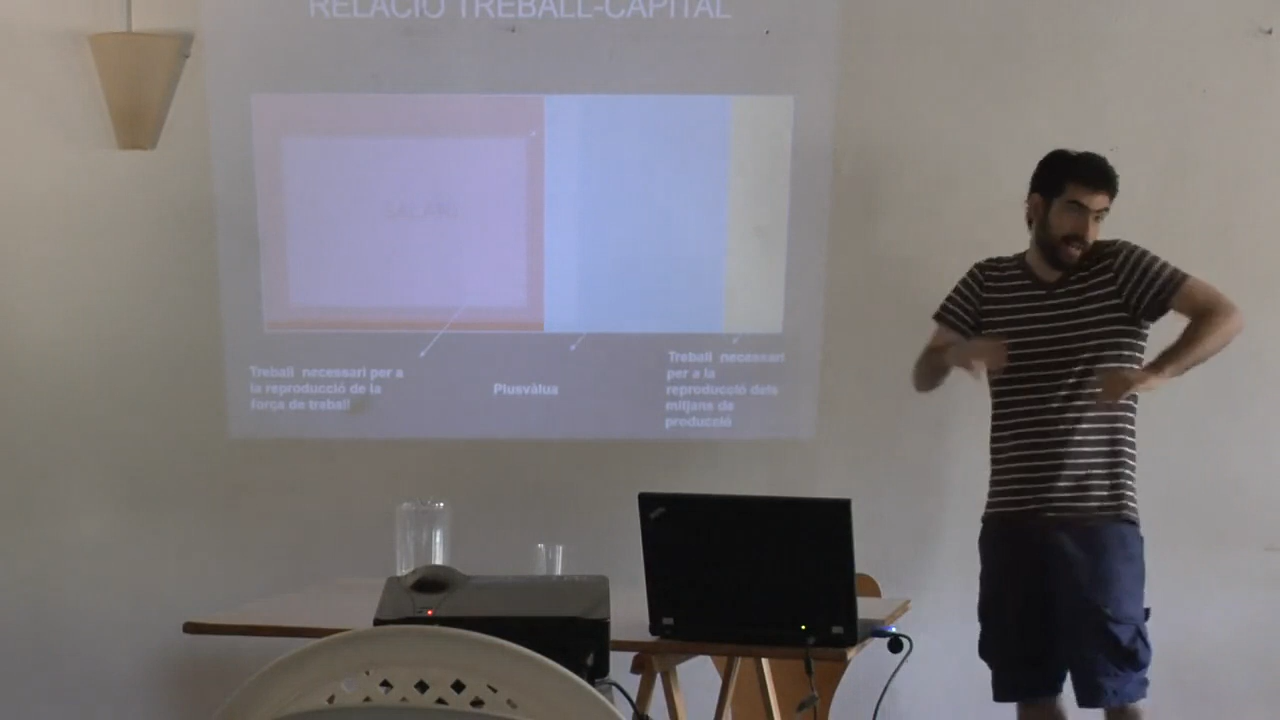 RELACIÓ TREBALL-CAPITAL
Treball necessari per a
la reproducció de la
força de treball
Plusvàlua
Treball necessari
per a la
reproducció dels
mitjans de
producció